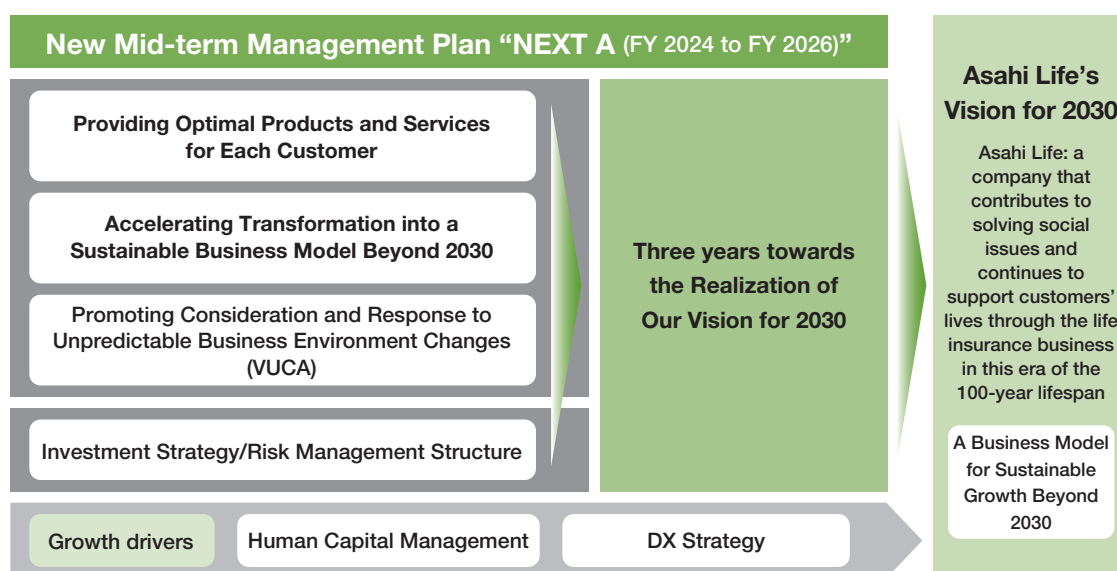 New Mid-term Management Plan “NEXT A (FY 2024 to FY 2026)”
Providing Optimal Products and Services
for Each Customer
Accelerating Transformation into a
Sustainable Business Model Beyond 2030
Promoting Consideration and Response to
Unpredictable Business Environment Changes
(VUCA)
Investment Strategy/Risk Management Structure
Three years towards
the Realization of
Our Vision for 2030
Growth drivers
Human Capital Management
DX Strategy
Asahi Life’s
Vision for 2030
Asahi Life: a
company that
contributes to
solving social
issues and
continues to
support customers’
lives through the life
insurance business
in this era of the
100-year lifespan
A Business Model
for Sustainable
Growth Beyond
2030